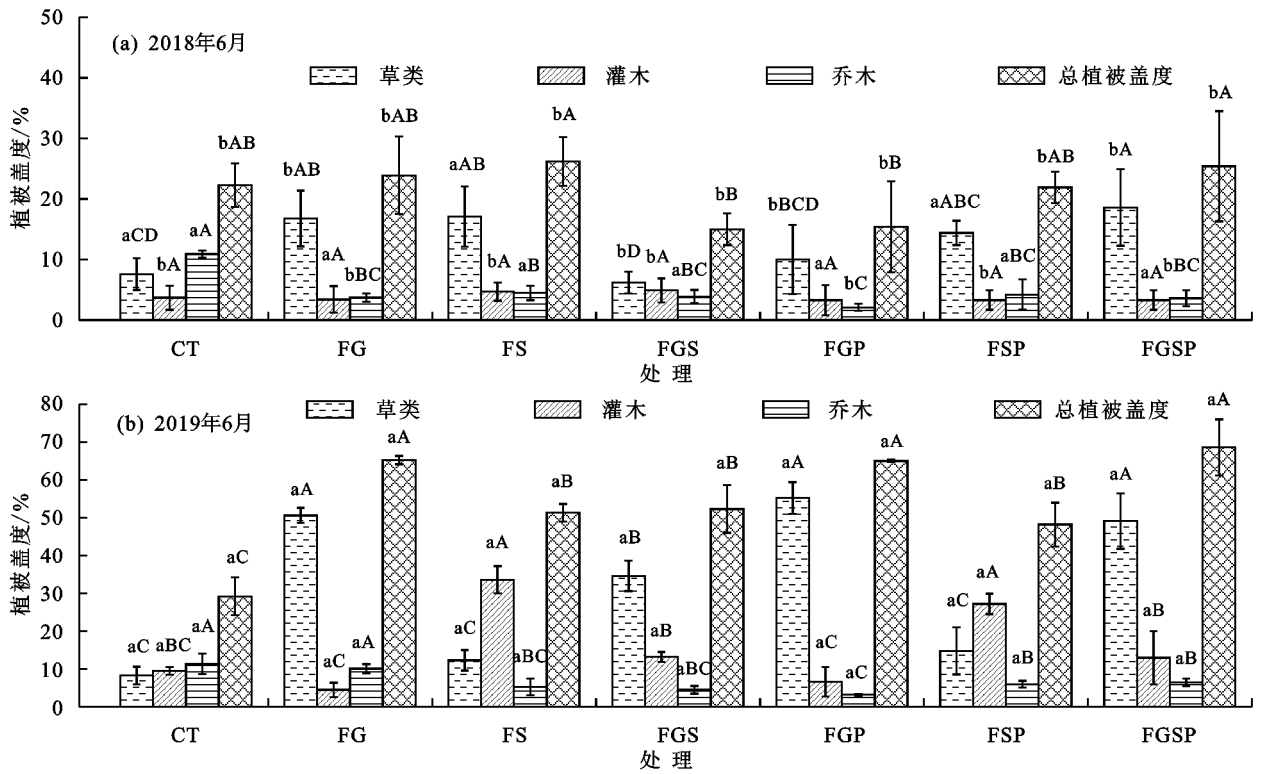 50
(a) 2018年6月
草类 灌木 乔木 总植被盖度
40
30
20
10
0
植被盖度/%
aCD bA aA bAB
bAB aA bBC bAB
aAB bA aB bA
bD bA aBC bB
bBCD aA bC bB
aABC bA aBC bAB
bA aA bBC bA
CT FG FS FGS FGP FSP FGSP
处 理
80
(b) 2019年6月
草类 灌木 乔木 总植被盖度
70
60
50
40
30
20
10
0
植被盖度/%
aC aBC aA aC
aA aC aA aA
aC aA aBC aB
aB aB aBC aB
aA aC aC aA
aC aA aB aB
aA aB aB aA
CT FG FS FGS FGP FSP FGSP
处 理